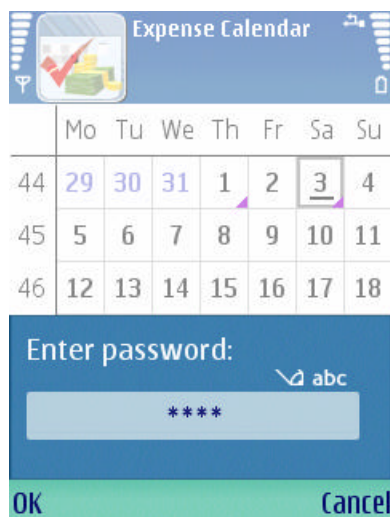 Expense Calendar
Mo Tu We Th Fr Sa Su
44 29 30 31 1 2 3 4
45 5 6 7 8 9 10 11
46 12 13 14 15 16 17 18
Enter password:
abc
****
OK Cancel